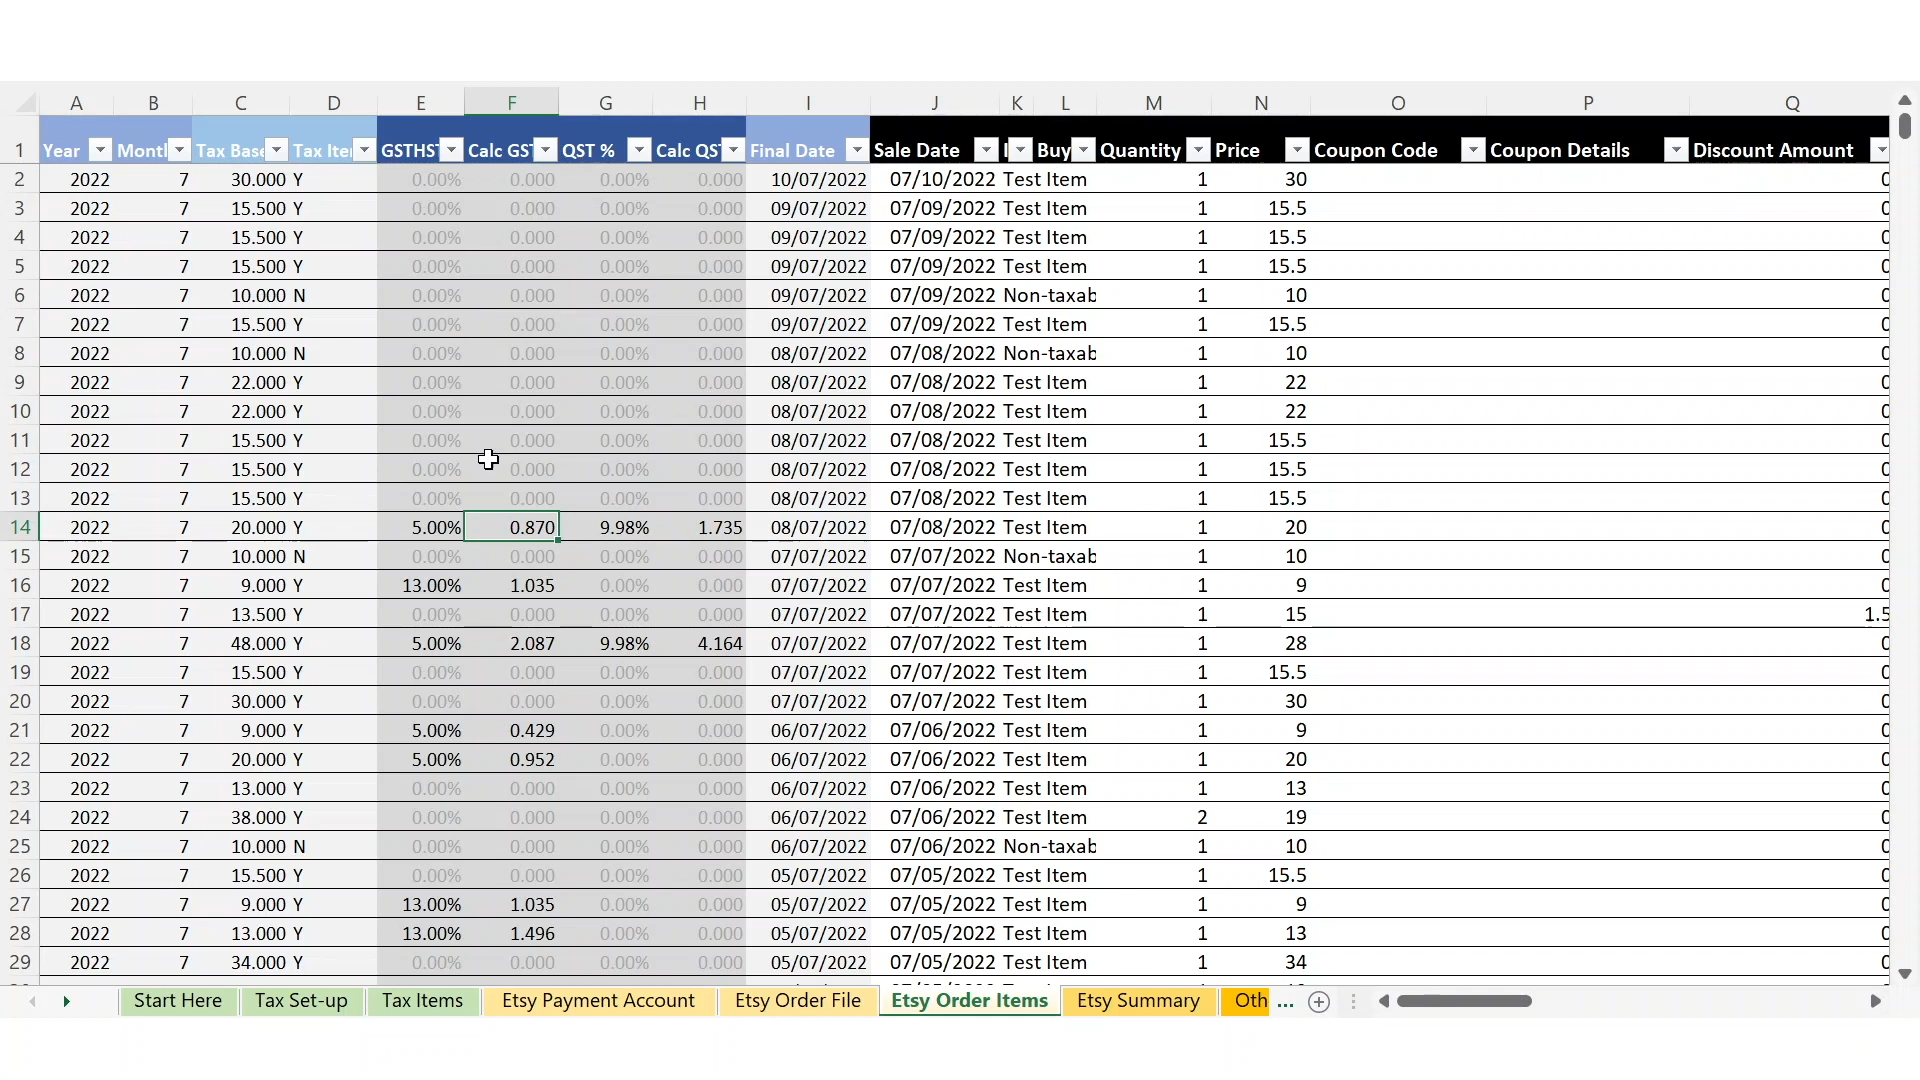 A B C D E F G H I J K L M N O P Q
1 Year Montl Tax Base Tax Ite GSTHST Calc GS QST % Calc QS Final Date Sale Date I Buy Quantity Price Coupon Code Coupon Details Discount Amount
2 2022 7 30.000 Y 0.00% 0.000 0.00% 0.000 10/07/2022 07/10/2022 Test Item 1 30 0
3 2022 7 15.500 Y 0.00% 0.000 0.00% 0.000 09/07/2022 07/09/2022 Test Item 1 15.5 0
4 2022 7 15.500 Y 0.00% 0.000 0.00% 0.000 09/07/2022 07/09/2022 Test Item 1 15.5 0
5 2022 7 15.500 Y 0.00% 0.000 0.00% 0.000 09/07/2022 07/09/2022 Test Item 1 15.5 0
6 2022 7 10.000 N 0.00% 0.000 0.00% 0.000 09/07/2022 07/09/2022 Non-taxab 1 10 0
7 2022 7 15.500 Y 0.00% 0.000 0.00% 0.000 09/07/2022 07/09/2022 Test Item 1 15.5 0
8 2022 7 10.000 N 0.00% 0.000 0.00% 0.000 08/07/2022 07/08/2022 Non-taxab 1 10 0
9 2022 7 22.000 Y 0.00% 0.000 0.00% 0.000 08/07/2022 07/08/2022 Test Item 1 22 0
10 2022 7 22.000 Y 0.00% 0.000 0.00% 0.000 08/07/2022 07/08/2022 Test Item 1 22 0
11 2022 7 15.500 Y 0.00% 0.000 0.00% 0.000 08/07/2022 07/08/2022 Test Item 1 15.5 0
12 2022 7 15.500 Y 0.00% 0.000 0.00% 0.000 08/07/2022 07/08/2022 Test Item 1 15.5 0
13 2022 7 15.500 Y 0.00% 0.000 0.00% 0.000 08/07/2022 07/08/2022 Test Item 1 15.5 0
14 2022 7 20.000 Y 5.00% 0.870 9.98% 1.735 08/07/2022 07/08/2022 Test Item 1 20 0
15 2022 7 10.000 N 0.00% 0.000 0.00% 0.000 07/07/2022 07/07/2022 Non-taxab 1 10 0
16 2022 7 9.000 Y 13.00% 1.035 0.00% 0.000 07/07/2022 07/07/2022 Test Item 1 9 0
17 2022 7 13.500 Y 0.00% 0.000 0.00% 0.000 07/07/2022 07/07/2022 Test Item 1 15 1.5
18 2022 7 48.000 Y 5.00% 2.087 9.98% 4.164 07/07/2022 07/07/2022 Test Item 1 28 0
19 2022 7 15.500 Y 0.00% 0.000 0.00% 0.000 07/07/2022 07/07/2022 Test Item 1 15.5 0
20 2022 7 30.000 Y 0.00% 0.000 0.00% 0.000 07/07/2022 07/07/2022 Test Item 1 30 0
21 2022 7 9.000 Y 5.00% 0.429 0.00% 0.000 06/07/2022 07/06/2022 Test Item 1 9 0
22 2022 7 20.000 Y 5.00% 0.952 0.00% 0.000 06/07/2022 07/06/2022 Test Item 1 20 0
23 2022 7 13.000 Y 0.00% 0.000 0.00% 0.000 06/07/2022 07/06/2022 Test Item 1 13 0
24 2022 7 38.000 Y 0.00% 0.000 0.00% 0.000 06/07/2022 07/06/2022 Test Item 2 19 0
25 2022 7 10.000 N 0.00% 0.000 0.00% 0.000 06/07/2022 07/06/2022 Non-taxab 1 10 0
26 2022 7 15.500 Y 0.00% 0.000 0.00% 0.000 05/07/2022 07/05/2022 Test Item 1 15.5 0
27 2022 7 9.000 Y 13.00% 1.035 0.00% 0.000 05/07/2022 07/05/2022 Test Item 1 9 0
28 2022 7 13.000 Y 13.00% 1.496 0.00% 0.000 05/07/2022 07/05/2022 Test Item 1 13 0
29 2022 7 34.000 Y 0.00% 0.000 0.00% 0.000 05/07/2022 07/05/2022 Test Item 1 34 0
Start Here Tax Set-up Tax Items Etsy Payment Account Etsy Order File Etsy Order Items Etsy Summary Oth ...